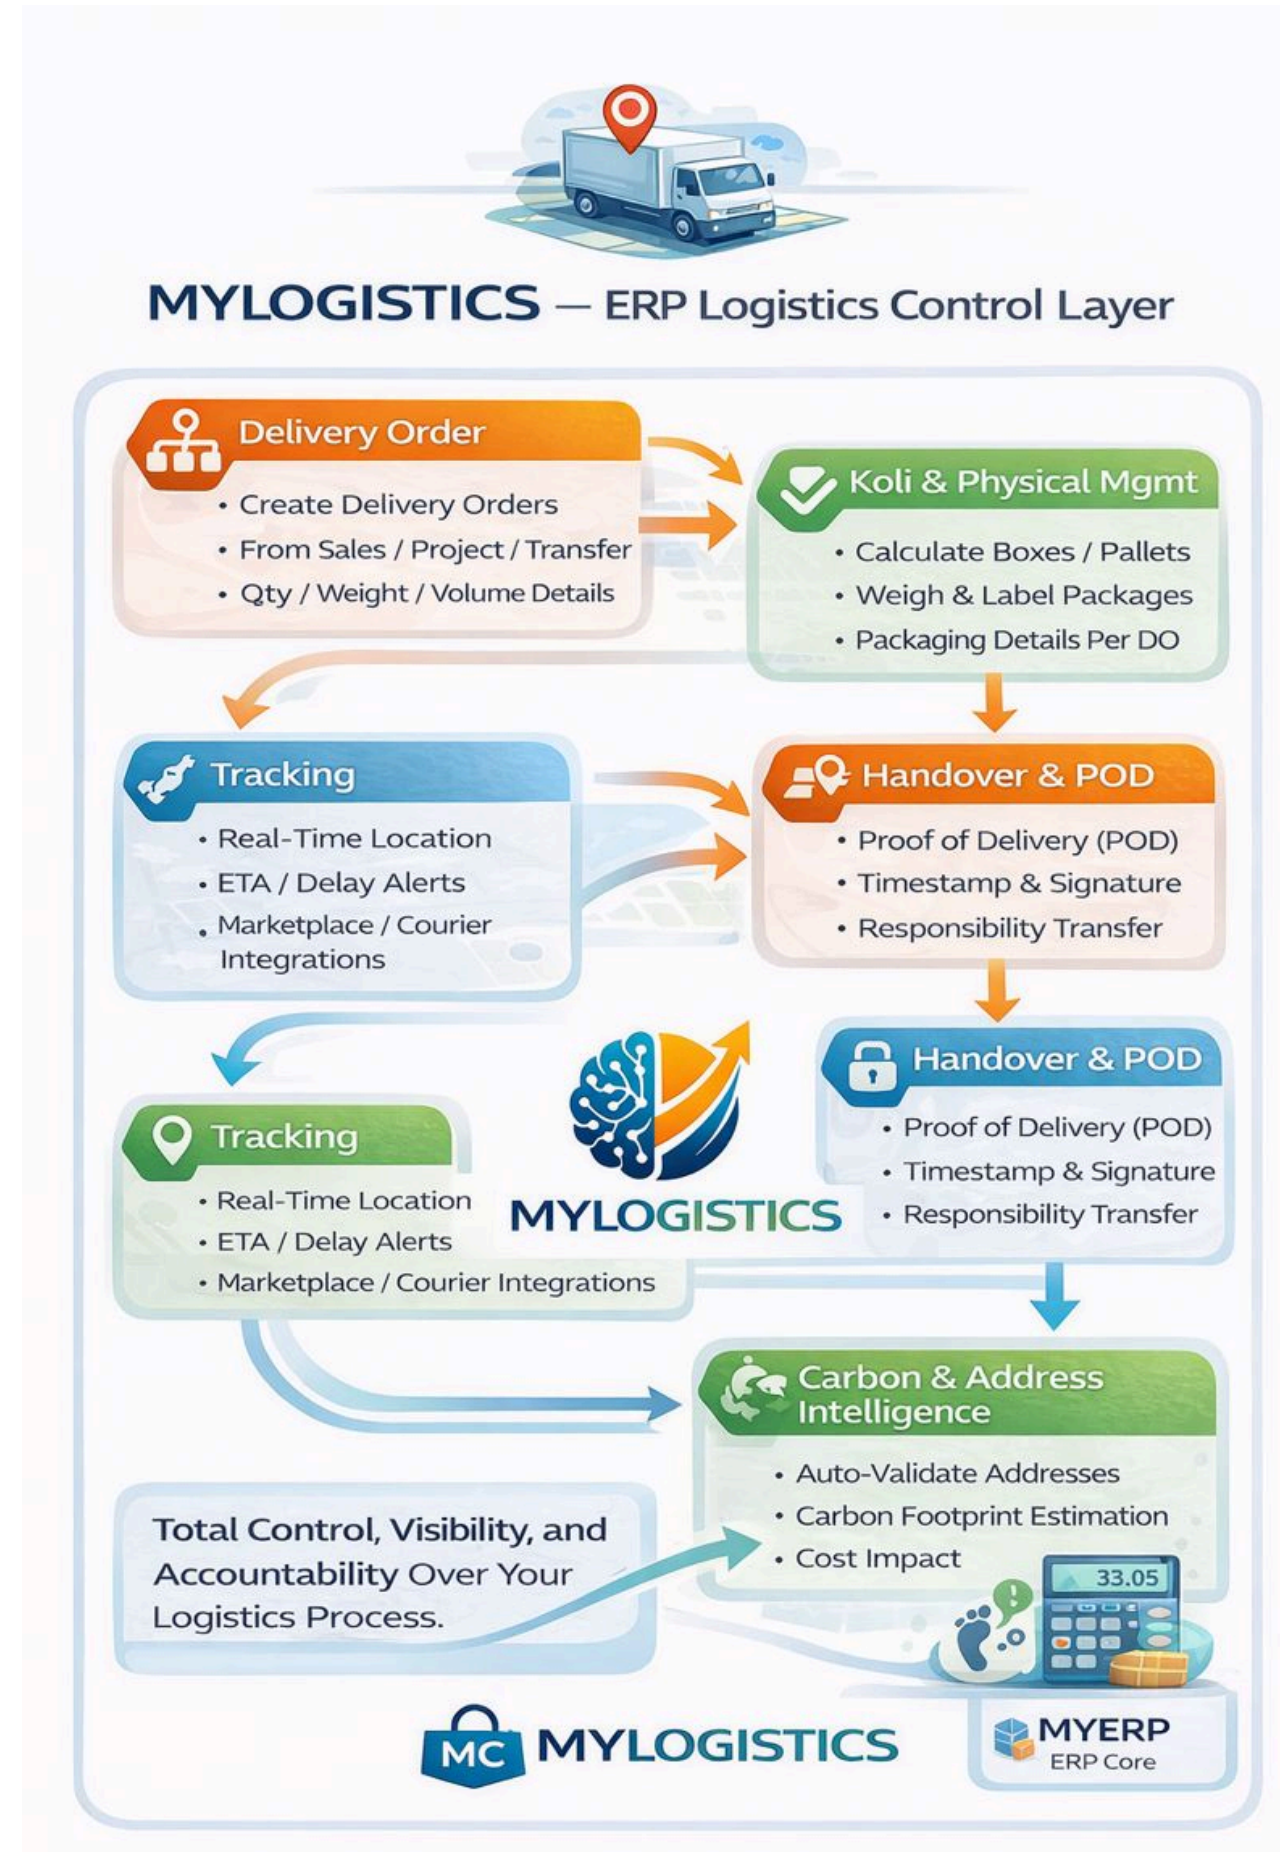 MYLOGISTICS — ERP Logistics Control Layer
Delivery Order
• Create Delivery Orders
• From Sales / Project / Transfer
• Qty / Weight / Volume Details
Koli & Physical Mgmt
• Calculate Boxes / Pallets
• Weigh & Label Packages
• Packaging Details Per DO
Tracking
• Real-Time Location
• ETA / Delay Alerts
• Marketplace / Courier
Integrations
Handover & POD
• Proof of Delivery (POD)
• Timestamp & Signature
• Responsibility Transfer
Handover & POD
• Proof of Delivery (POD)
• Timestamp & Signature
• Responsibility Transfer
Tracking
• Real-Time Location
• ETA / Delay Alerts
• Marketplace / Courier Integrations
MYLOGISTICS
Carbon & Address
Intelligence
• Auto-Validate Addresses
• Carbon Footprint Estimation
• Cost Impact
33.05
!
Total Control, Visibility, and
Accountability Over Your
Logistics Process.
MC MYLOGISTICS
MYERP
ERP Core